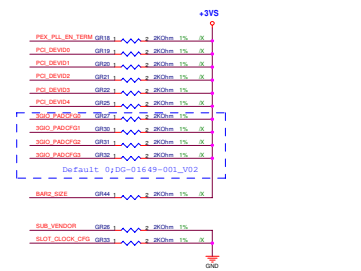 +3VS
PEX_PLL_EN_TERM GR18 1 2 2KOhm 1% /X
PCI_DEVID0 GR19 1 2 2KOhm 1% /X
PCI_DEVID1 GR20 1 2 2KOhm 1% /X
PCI_DEVID2 GR21 1 2 2KOhm 1% /X
PCI_DEVID3 GR22 1 2 2KOhm 1% /X
PCI_DEVID4 GR25 1 2 2KOhm 1% /X
3GIO_PADCFG0 GR27 1 2 2KOhm 1% /X
3GIO_PADCFG1 GR30 1 2 2KOhm 1% /X
3GIO_PADCFG2 GR31 1 2 2KOhm 1% /X
3GIO_PADCFG3 GR32 1 2 2KOhm 1% /X
Default 0;DG-01649-001_V02
BAR2_SIZE GR44 1 2 2KOhm 1% /X
SUB_VENDOR GR26 1 2 2KOhm 1% /X
SLOT_CLOCK_CFG GR33 1 2 2KOhm 1% /X
GND